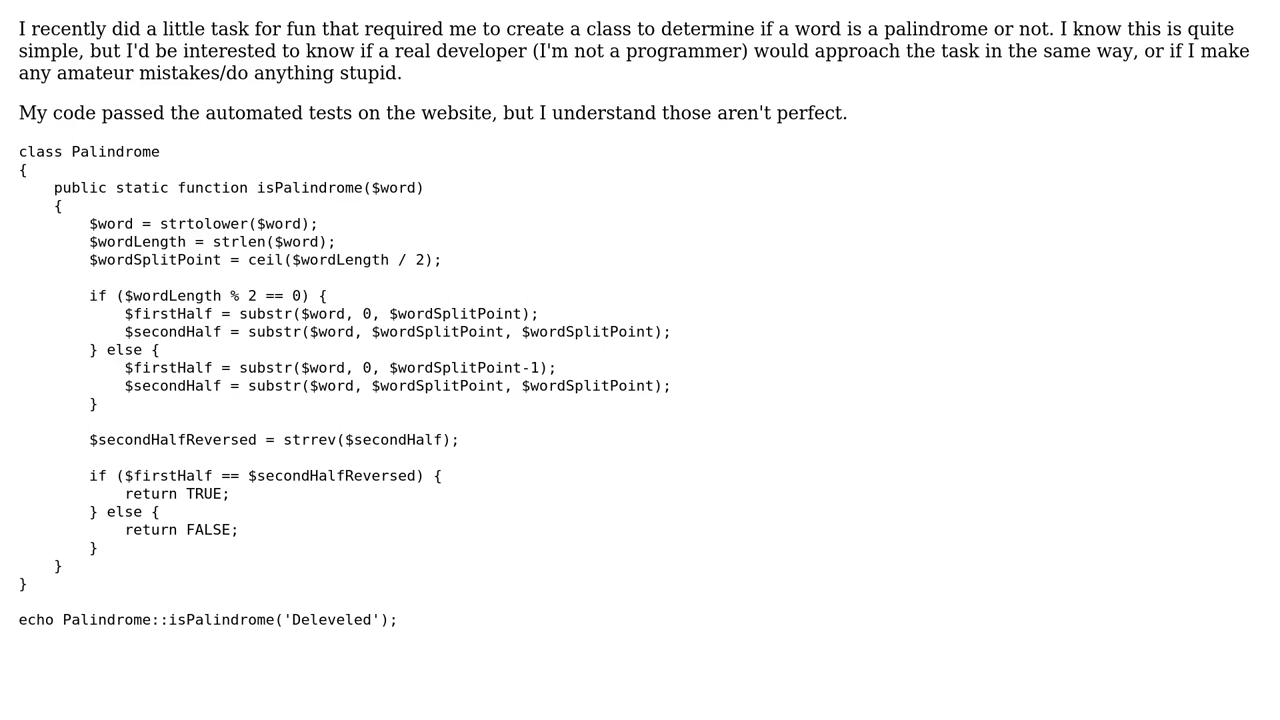 I recently did a little task for fun that required me to create a class to determine if a word is a palindrome or not. I know this is quite
simple, but I'd be interested to know if a real developer (I'm not a programmer) would approach the task in the same way, or if I make
any amateur mistakes/do anything stupid.
My code passed the automated tests on the website, but I understand those aren't perfect.
class Palindrome
{
    public static function isPalindrome($word)
    {
        $word = strtolower($word);
        $wordLength = strlen($word);
        $wordSplitPoint = ceil($wordLength / 2);

        if ($wordLength % 2 == 0) {
            $firstHalf = substr($word, 0, $wordSplitPoint);
            $secondHalf = substr($word, $wordSplitPoint, $wordSplitPoint);
        } else {
            $firstHalf = substr($word, 0, $wordSplitPoint-1);
            $secondHalf = substr($word, $wordSplitPoint, $wordSplitPoint);
        }

        $secondHalfReversed = strrev($secondHalf);

        if ($firstHalf == $secondHalfReversed) {
            return TRUE;
        } else {
            return FALSE;
        }
    }
}

echo Palindrome::isPalindrome('Deleveled');